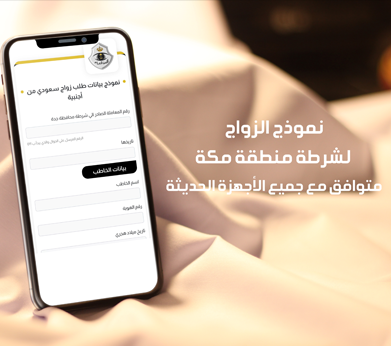 نموذج بيانات طلب زواج سعودي من
أجنبية
رقم المعاملة الصادر في شرطة محافظة جدة
تاريخها
بيانات الخاطب
اسم الخاطب
رقم الهوية
تاريخ ميلاد هجري
نموذج الزواج
لشرطة منطقة مكة
متوافق مع جميع الأجهزة الحديثة